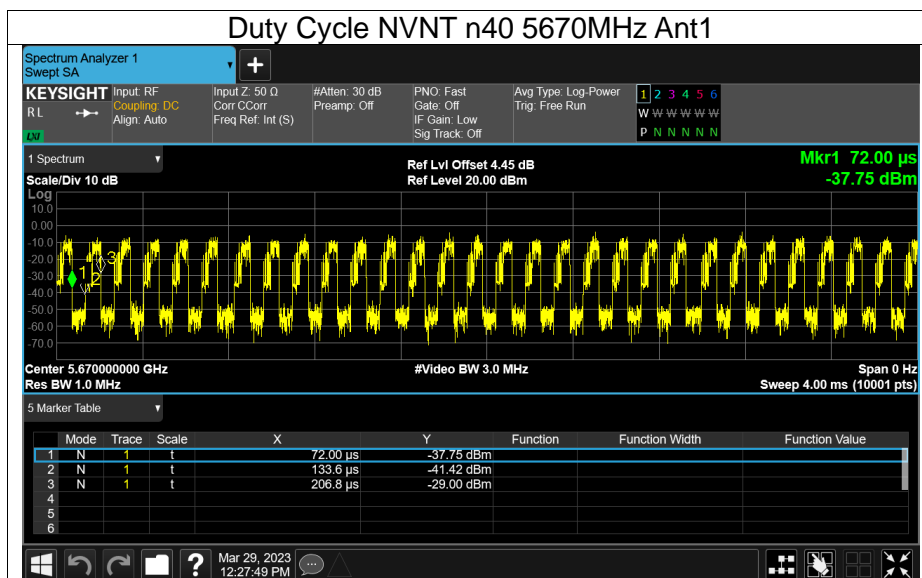 Duty Cycle NVNT n40 5670MHz Ant1
Spectrum Analyzer 1
Swept SA
+
KEYSIGHT Input: RF Input Z: 50 Ω #Atten: 30 dB PNO: Fast Avg Type: Log-Power 1 2 3 4 5 6
R L Coupling: DC Corr CCorr Preamp: Off Gate: Off Trig: Free Run W W W W W W
Align: Auto Freq Ref: Int (S) IF Gain: Low
LXI Sig Track: Off P N N N N N
1 Spectrum Ref Lvl Offset 4.45 dB Mkr1 72.00 µs
Scale/Div 10 dB Ref Level 20.00 dBm -37.75 dBm
Log
10.0
0.00
-10.0
-20.0 3
-30.0 1
-40.0 2
-50.0
-60.0
-70.0
Center 5.670000000 GHz #Video BW 3.0 MHz Span 0 Hz
Res BW 1.0 MHz Sweep 4.00 ms (10001 pts)
5 Marker Table
Mode Trace Scale X Y Function Function Width Function Value
1 N 1 t 72.00 µs -37.75 dBm
2 N 1 t 133.6 µs -41.42 dBm
3 N 1 t 206.8 µs -29.00 dBm
4
5
6
? Mar 29, 2023
12:27:49 PM